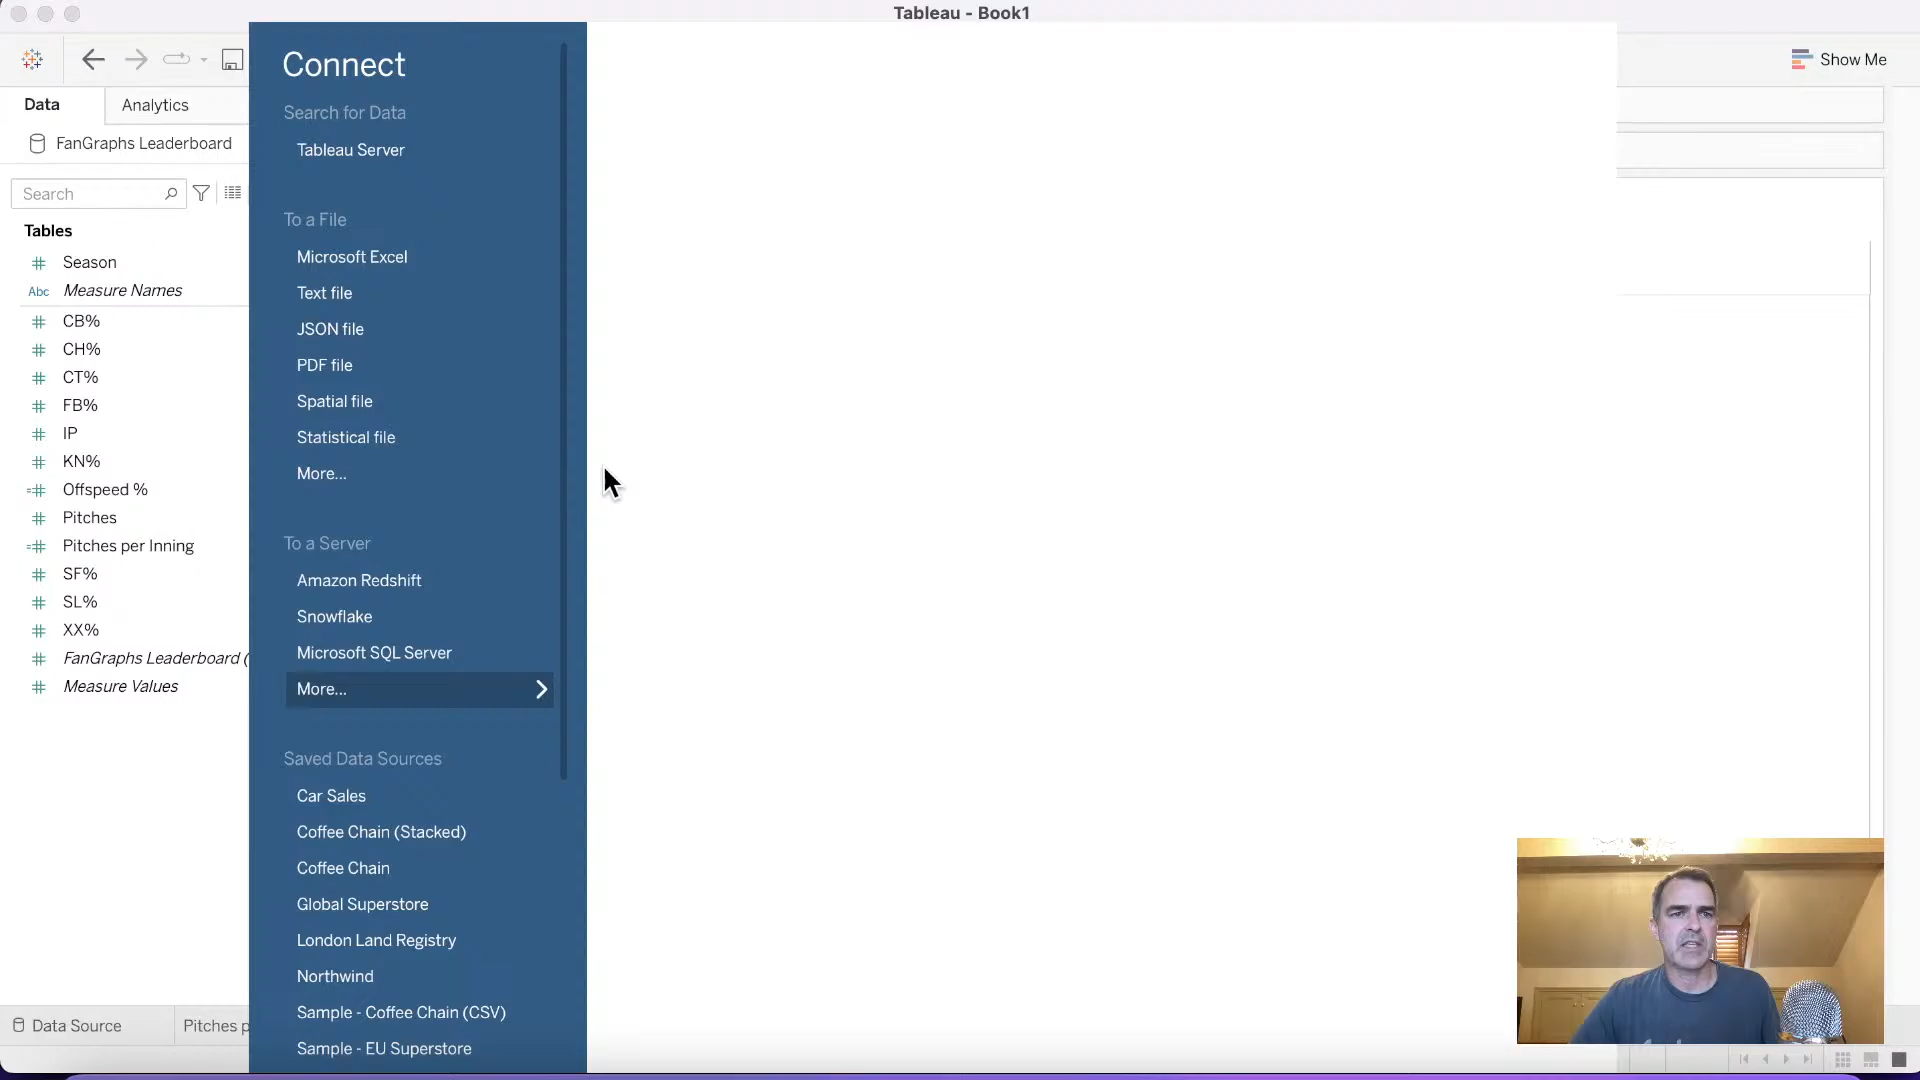 Tableau - Book1
Show Me
Data
Analytics
FanGraphs Leaderboard
Search
Tables
Season
Abc
Measure Names
CB%
CH%
CT%
FB%
IP
KN%
Offspeed %
Pitches
Pitches per Inning
SF%
SL%
XX%
FanGraphs Leaderboard (
Measure Values
Data Source
Pitches p
Connect
Search for Data
Tableau Server
To a File
Microsoft Excel
Text file
JSON file
PDF file
Spatial file
Statistical file
More...
To a Server
Amazon Redshift
Snowflake
Microsoft SQL Server
More...
Saved Data Sources
Car Sales
Coffee Chain (Stacked)
Coffee Chain
Global Superstore
London Land Registry
Northwind
Sample - Coffee Chain (CSV)
Sample - EU Superstore